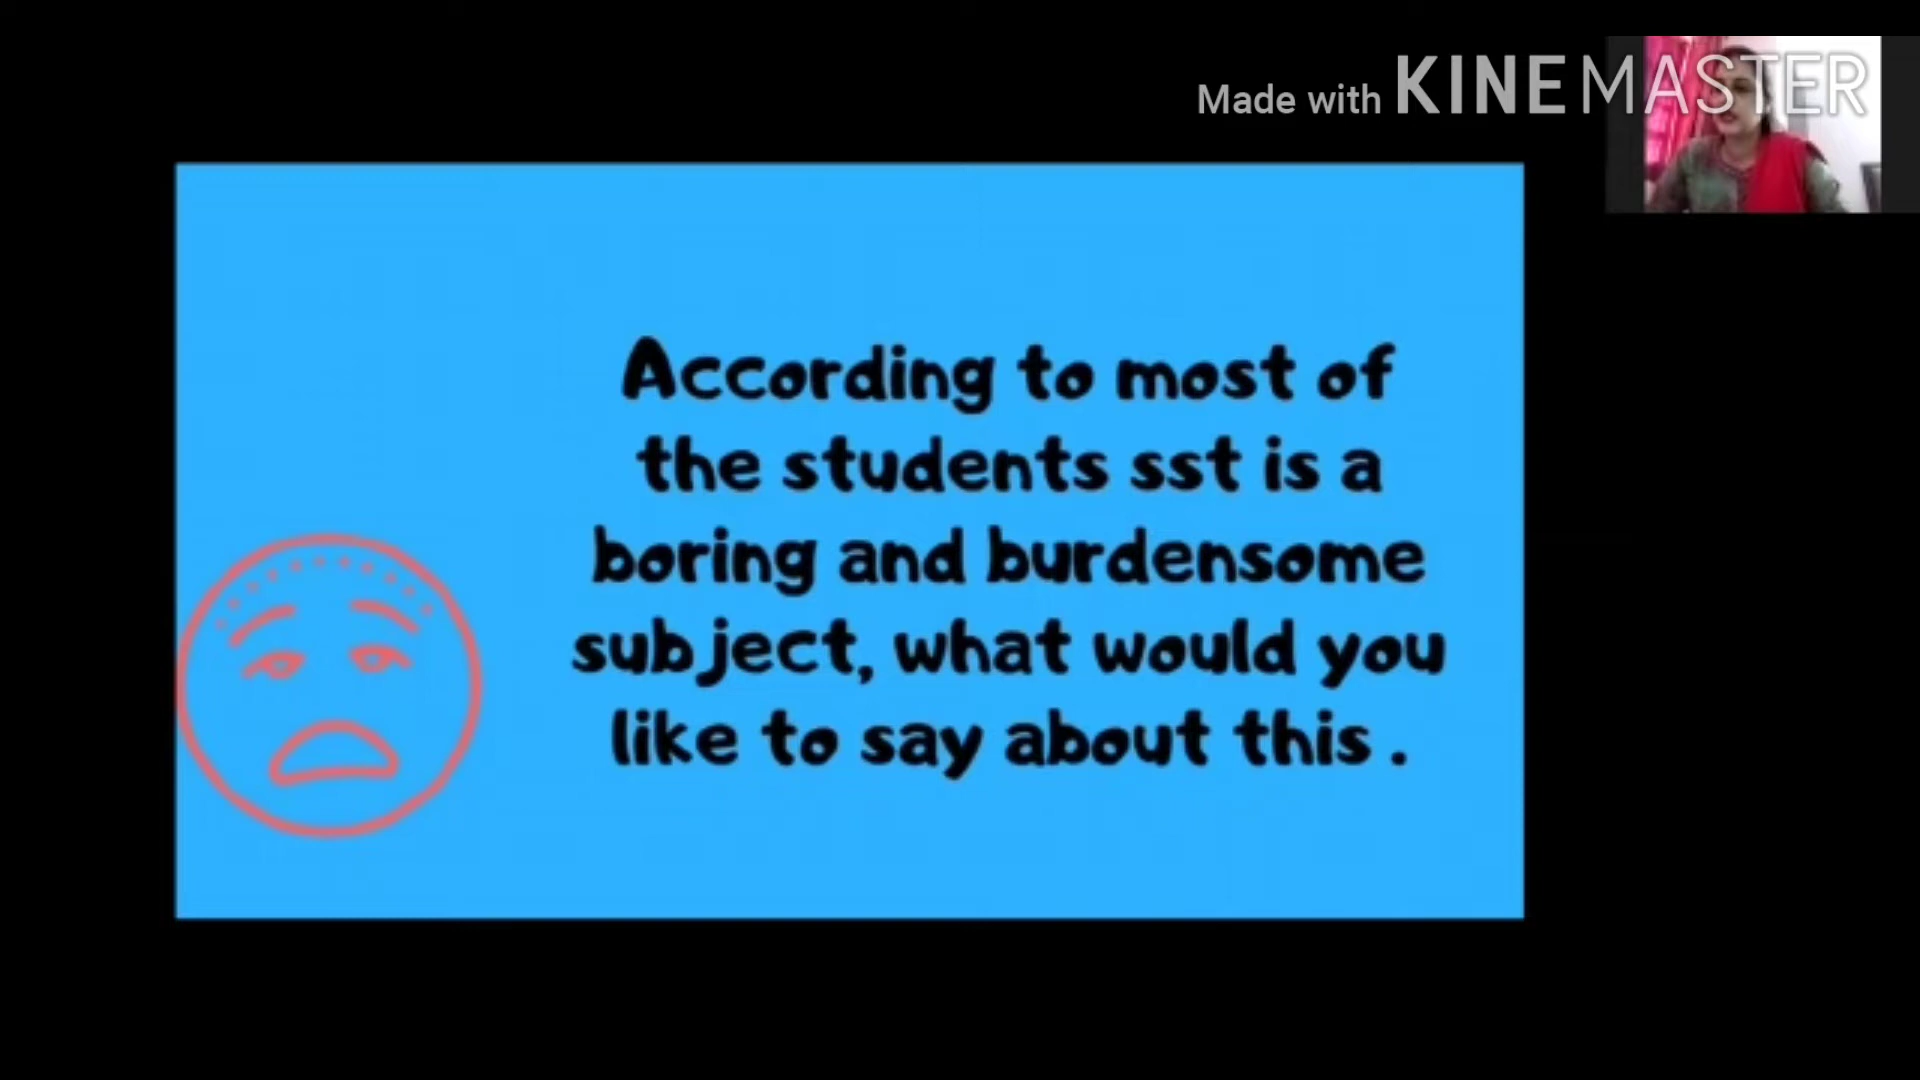 Made with KINEMASTER
According to most of
the students sst is a
boring and burdensome
subject, what would you
like to say about this .